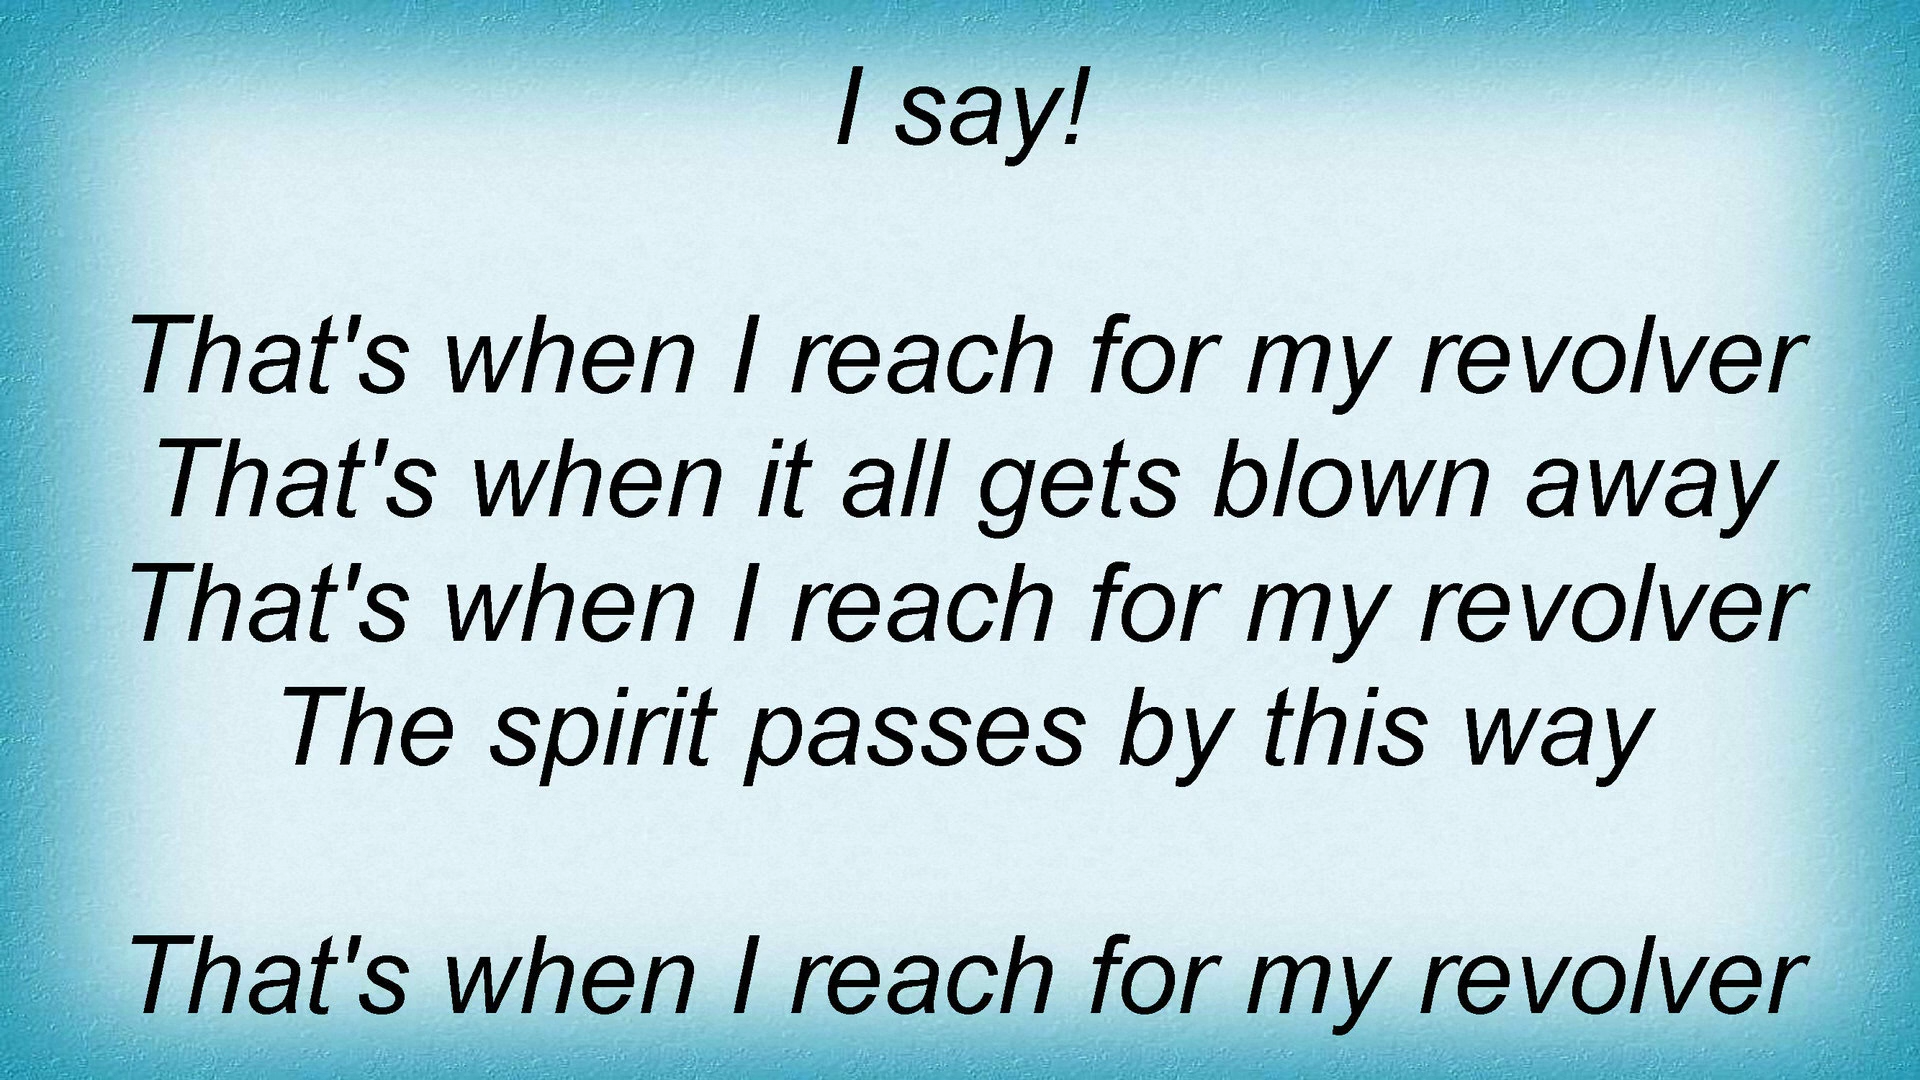 I say!
That's when I reach for my revolver
That's when it all gets blown away
That's when I reach for my revolver
The spirit passes by this way
That's when I reach for my revolver